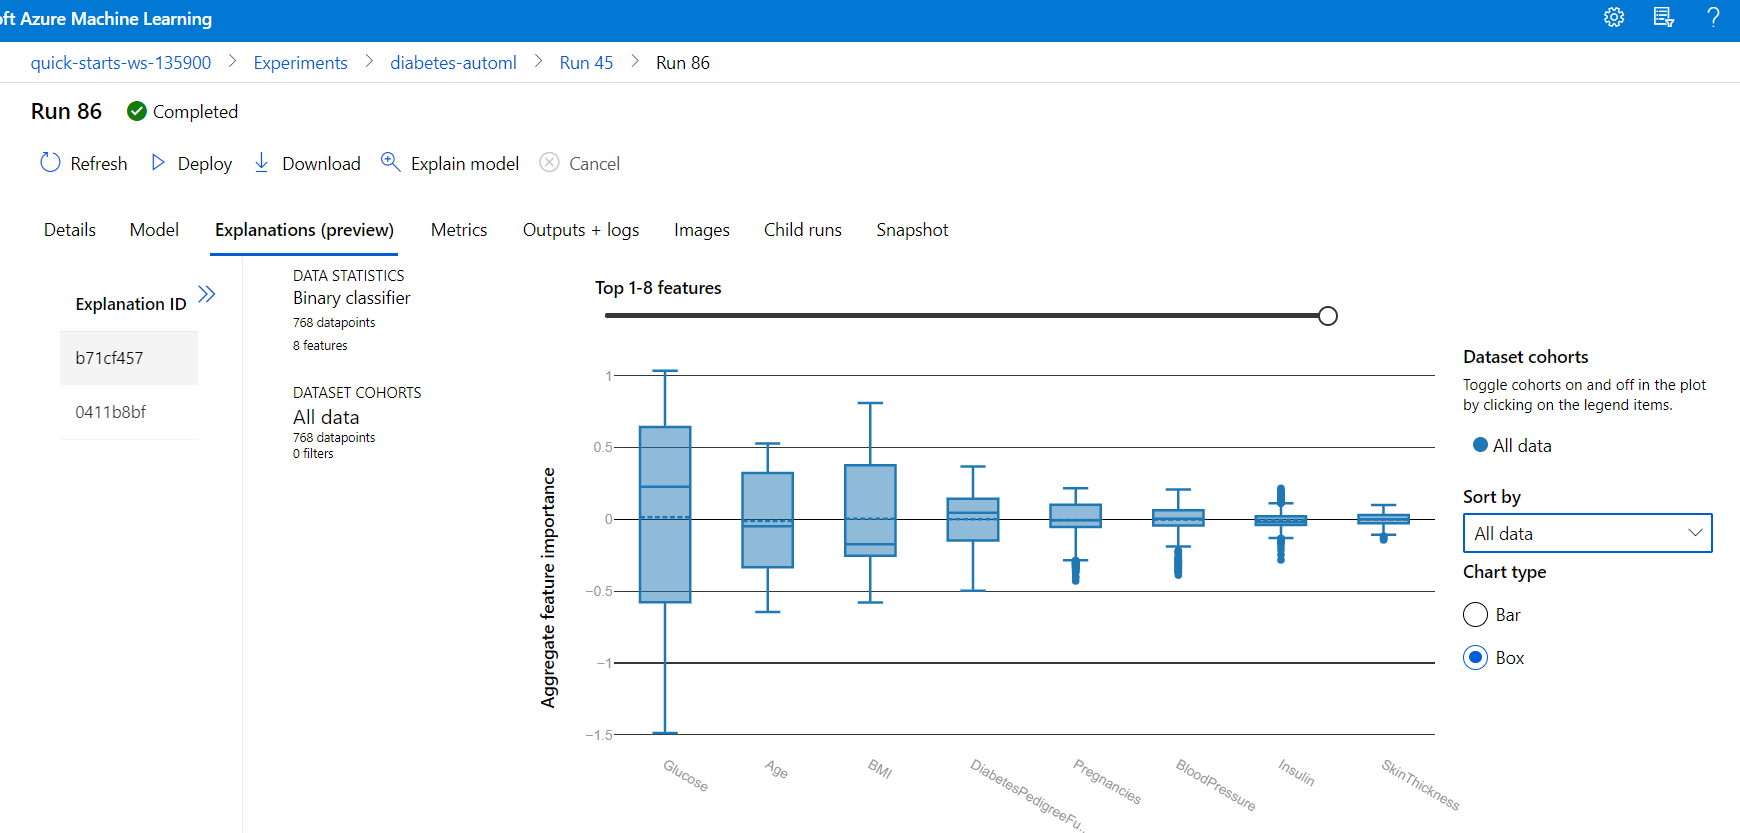 oft Azure Machine Learning
quick-starts-ws-135900 > Experiments > diabetes-automl > Run 45 > Run 86
Run 86 Completed
Refresh Deploy Download Explain model Cancel
Details Model Explanations (preview) Metrics Outputs + logs Images Child runs Snapshot
Explanation ID
b71cf457
0411b8bf
DATA STATISTICS
Binary classifier
768 datapoints
8 features
DATASET COHORTS
All data
768 datapoints
0 filters
Top 1-8 features
Aggregate feature importance
1
0.5
0
−0.5
−1
−1.5
Glucose
Age
BMI
DiabetesPedigreeFu...
Pregnancies
BloodPressure
Insulin
SkinThickness
Dataset cohorts
Toggle cohorts on and off in the plot
by clicking on the legend items.
All data
Sort by
All data
Chart type
Bar
Box